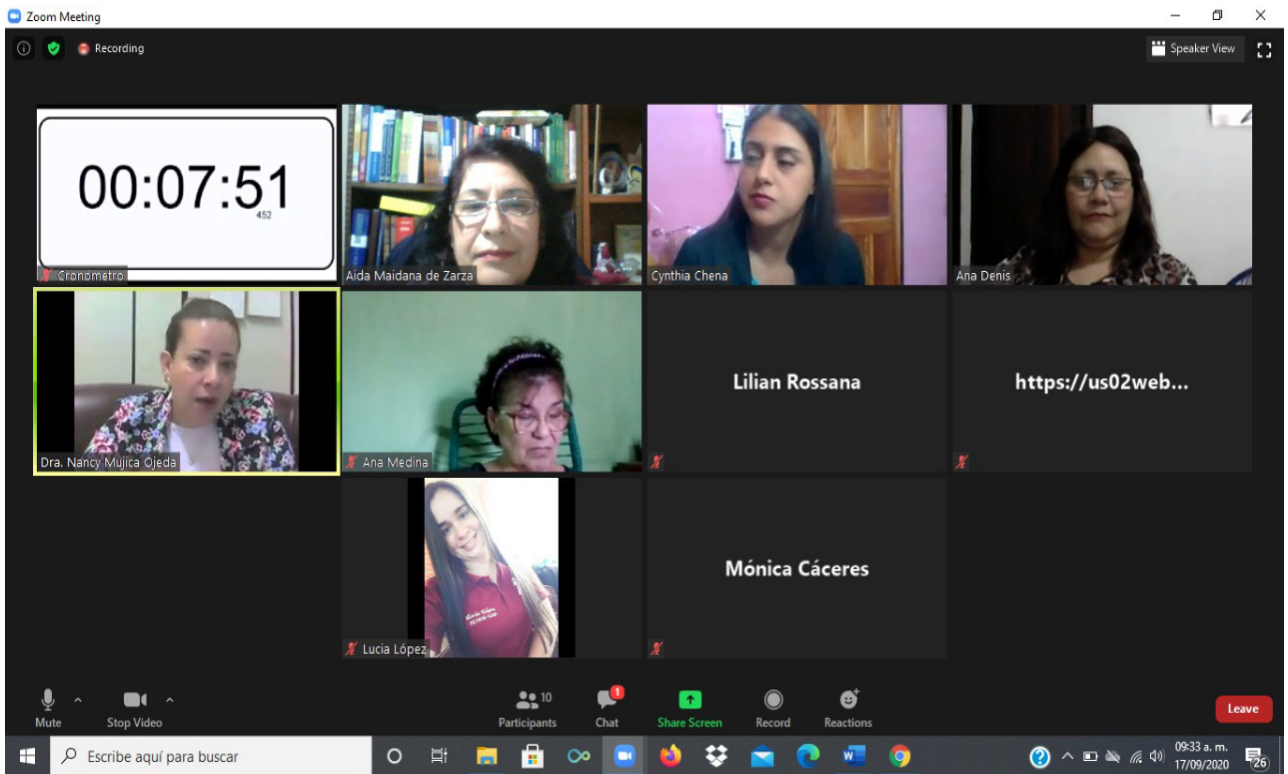 Zoom Meeting
Recording
Speaker View
00:07:51
452
Cronómetro
Aida Maidana de Zarza
Cynthia Chena
Ana Denis
Dra. Nancy Mujica Ojeda
Ana Medina
Lilian Rossana
https://us02web...
Lucia López
Mónica Cáceres
Mute
Stop Video
10
Participants
1
Chat
Share Screen
Record
Reactions
Leave
Escribe aquí para buscar
09:33 a. m.
17/09/2020
26